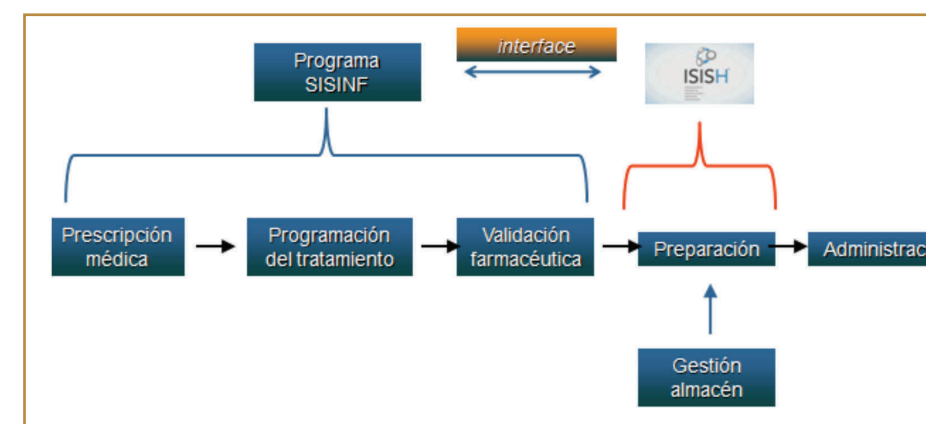 Programa
SISINF
interface
ISISH
Prescripción
médica
Programación
del tratamiento
Validación
farmacéutica
Preparación
Administrac
Gestión
almacén